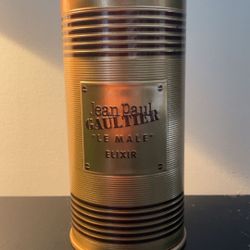 Jean Paul
GAULTIER
"LE MALE"
ELIXIR